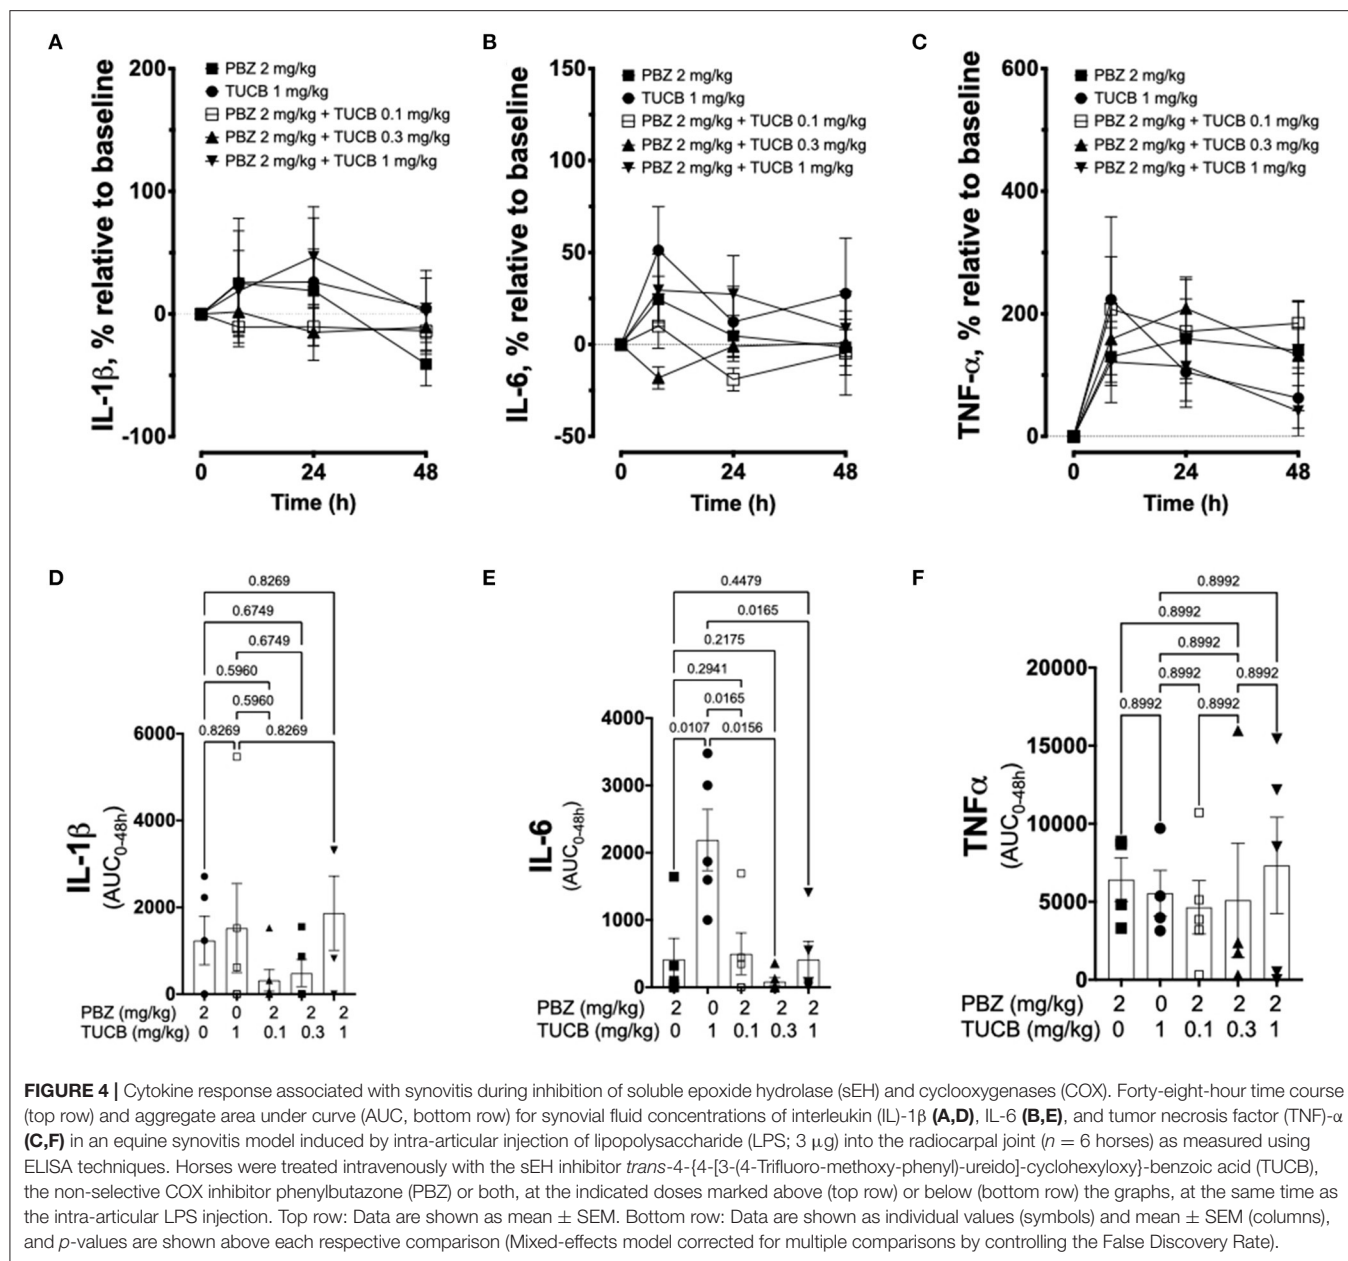 A
200
100
0
-100
IL-1β, % relative to baseline
PBZ 2 mg/kg
TUCB 1 mg/kg
PBZ 2 mg/kg + TUCB 0.1 mg/kg
PBZ 2 mg/kg + TUCB 0.3 mg/kg
PBZ 2 mg/kg + TUCB 1 mg/kg
0 24 48
Time (h)
B
150
100
50
0
-50
IL-6, % relative to baseline
PBZ 2 mg/kg
TUCB 1 mg/kg
PBZ 2 mg/kg + TUCB 0.1 mg/kg
PBZ 2 mg/kg + TUCB 0.3 mg/kg
PBZ 2 mg/kg + TUCB 1 mg/kg
0 24 48
Time (h)
C
600
400
200
0
TNF-α, % relative to baseline
PBZ 2 mg/kg
TUCB 1 mg/kg
PBZ 2 mg/kg + TUCB 0.1 mg/kg
PBZ 2 mg/kg + TUCB 0.3 mg/kg
PBZ 2 mg/kg + TUCB 1 mg/kg
0 24 48
Time (h)
D
0.8269
0.6749
0.6749
0.5960
0.5960
0.8269 0.8269
6000
4000
2000
0
IL-1β
(AUC0-48h)
PBZ (mg/kg) 2 0 2 2 2
TUCB (mg/kg) 0 1 0.1 0.3 1
E
0.4479
0.0165
0.2175
0.2941
0.0165
0.0107 0.0156
4000
3000
2000
1000
0
IL-6
(AUC0-48h)
PBZ (mg/kg) 2 0 2 2 2
TUCB (mg/kg) 0 1 0.1 0.3 1
F
0.8992
0.8992
0.8992
0.8992 0.8992
0.8992 0.8992
20000
15000
10000
5000
0
TNFα
(AUC0-48h)
PBZ (mg/kg) 2 0 2 2 2
TUCB (mg/kg) 0 1 0.1 0.3 1
FIGURE 4 | Cytokine response associated with synovitis during inhibition of soluble epoxide hydrolase (sEH) and cyclooxygenases (COX). Forty-eight-hour time course
(top row) and aggregate area under curve (AUC, bottom row) for synovial fluid concentrations of interleukin (IL)-1β (A,D), IL-6 (B,E), and tumor necrosis factor (TNF)-α
(C,F) in an equine synovitis model induced by intra-articular injection of lipopolysaccharide (LPS; 3 μg) into the radiocarpal joint (n = 6 horses) as measured using
ELISA techniques. Horses were treated intravenously with the sEH inhibitor trans-4-{4-[3-(4-Trifluoro-methoxy-phenyl)-ureido]-cyclohexyloxy}-benzoic acid (TUCB),
the non-selective COX inhibitor phenylbutazone (PBZ) or both, at the indicated doses marked above (top row) or below (bottom row) the graphs, at the same time as
the intra-articular LPS injection. Top row: Data are shown as mean ± SEM. Bottom row: Data are shown as individual values (symbols) and mean ± SEM (columns),
and p-values are shown above each respective comparison (Mixed-effects model corrected for multiple comparisons by controlling the False Discovery Rate).